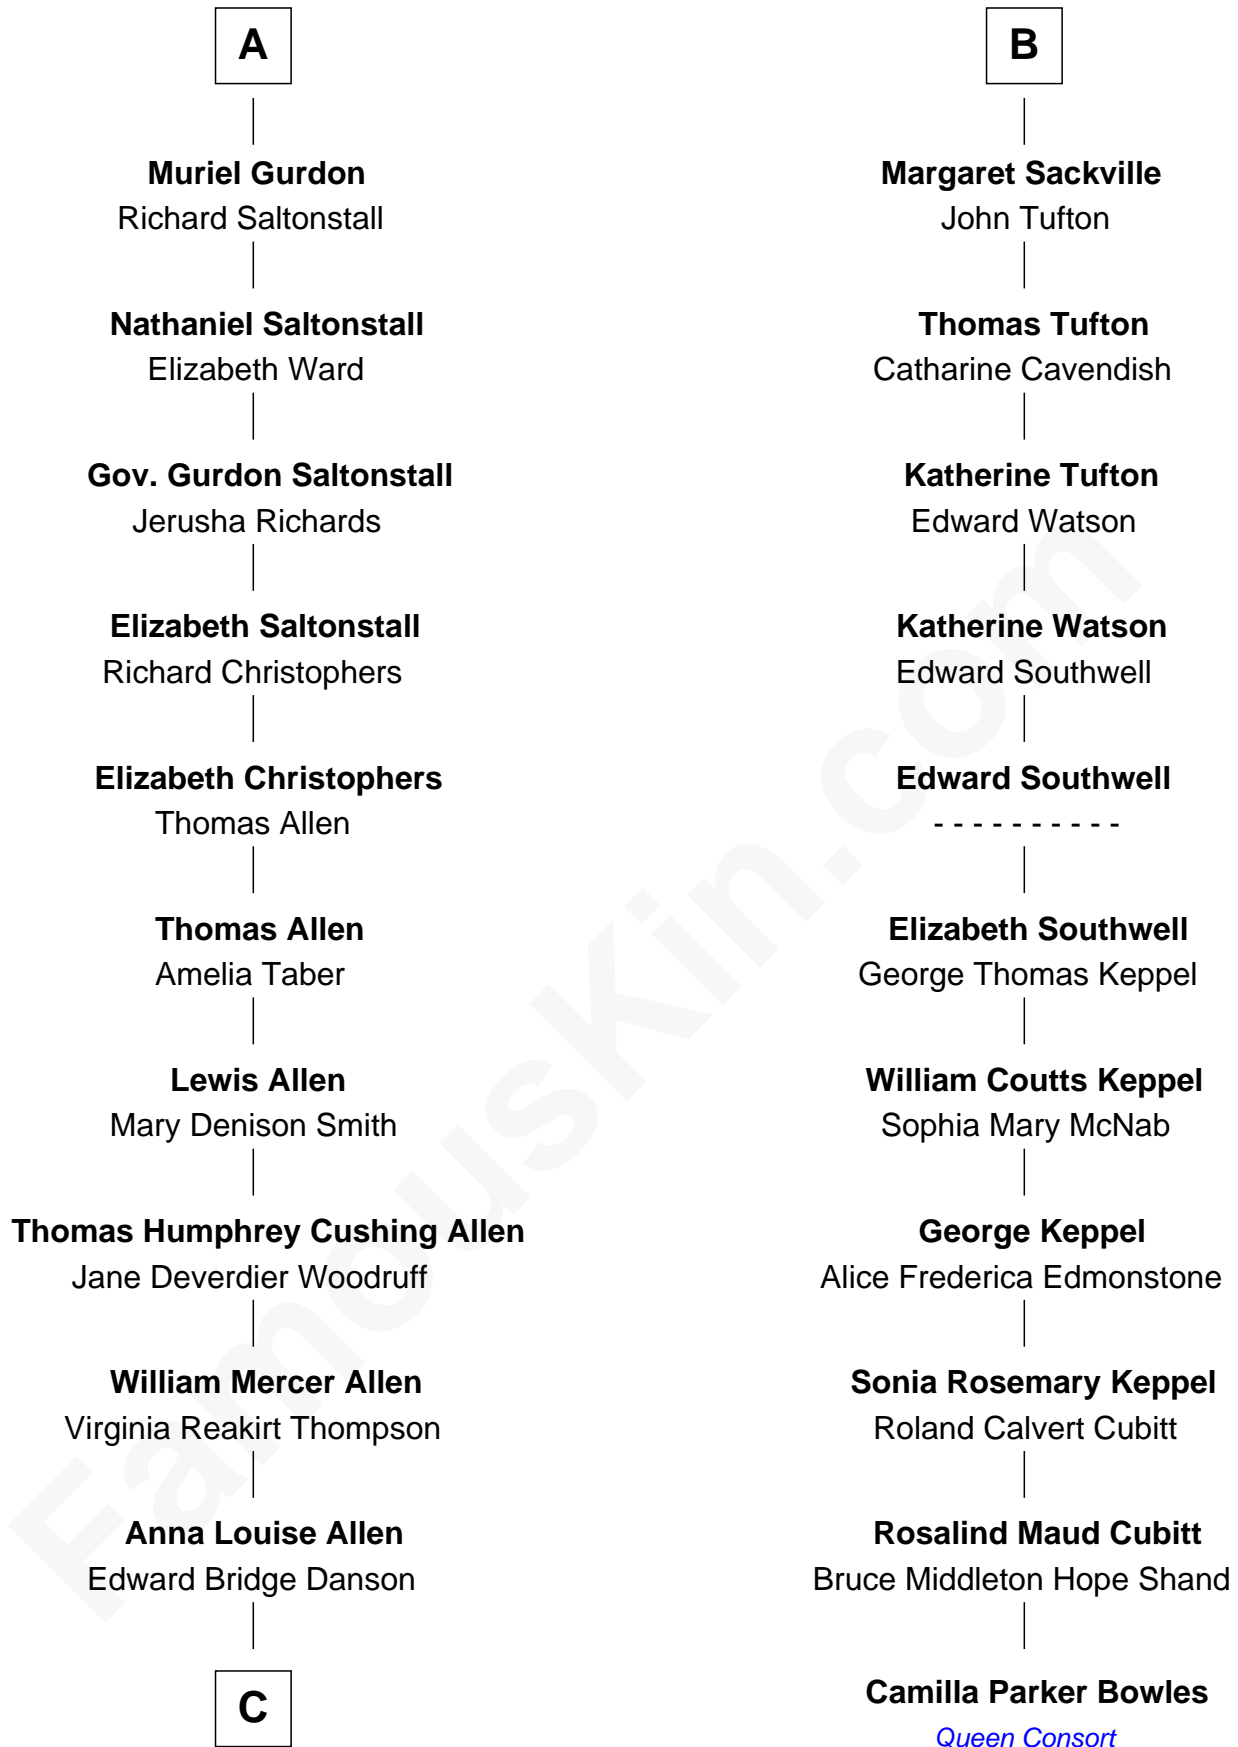 A
Muriel Gurdon
Richard Saltonstall
Nathaniel Saltonstall
Elizabeth Ward
Gov. Gurdon Saltonstall
Jerusha Richards
Elizabeth Saltonstall
Richard Christophers
Elizabeth Christophers
Thomas Allen
Thomas Allen
Amelia Taber
Lewis Allen
Mary Denison Smith
Thomas Humphrey Cushing Allen
Jane Deverdier Woodruff
William Mercer Allen
Virginia Reakirt Thompson
Anna Louise Allen
Edward Bridge Danson
C
B
Margaret Sackville
John Tufton
Thomas Tufton
Catharine Cavendish
Katherine Tufton
Edward Watson
Katherine Watson
Edward Southwell
Edward Southwell
- - - - - - - - - -
Elizabeth Southwell
George Thomas Keppel
William Coutts Keppel
Sophia Mary McNab
George Keppel
Alice Frederica Edmonstone
Sonia Rosemary Keppel
Roland Calvert Cubitt
Rosalind Maud Cubitt
Bruce Middleton Hope Shand
Camilla Parker Bowles
Queen Consort
FamousKin.com